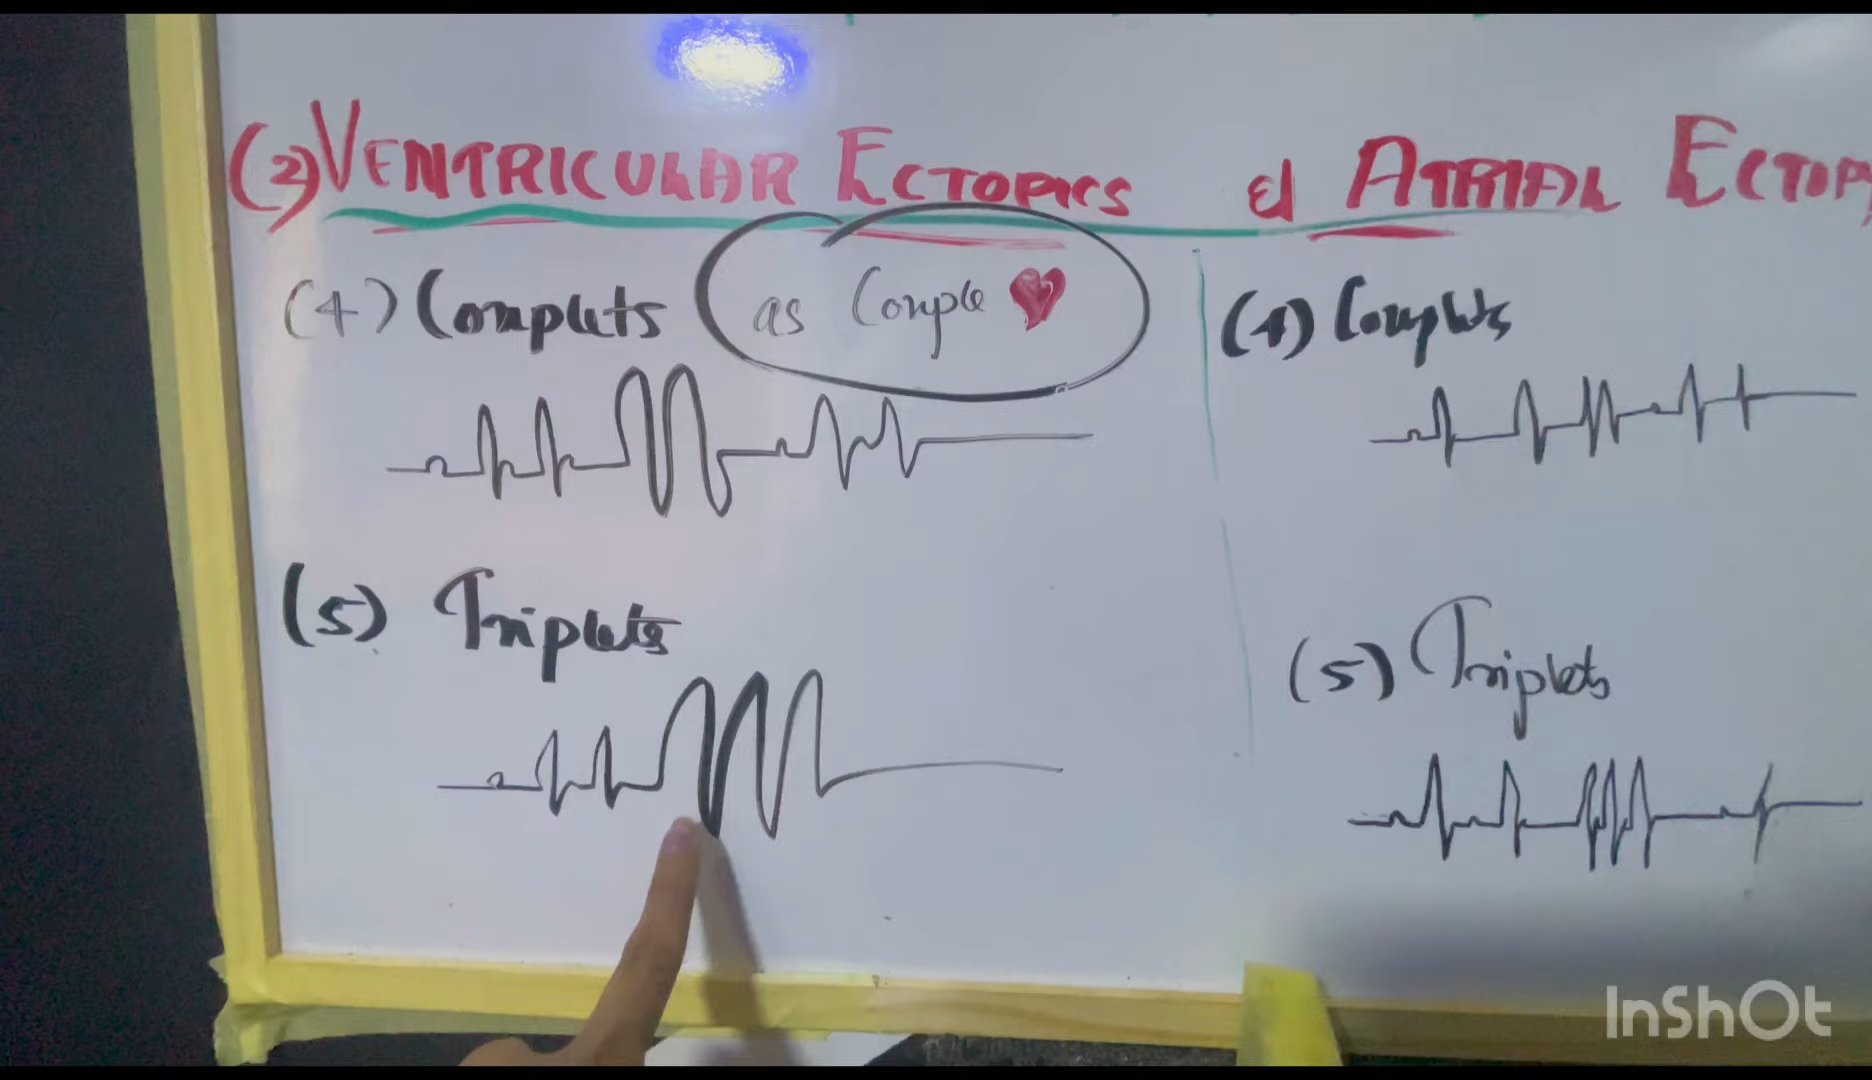 (2) VENTRICULAR ECTOPICS & ATRIAL ECTOP
(4) Couplets as Couple
(4) Couplets
(5) Triplets
(5) Triplets
InShOt